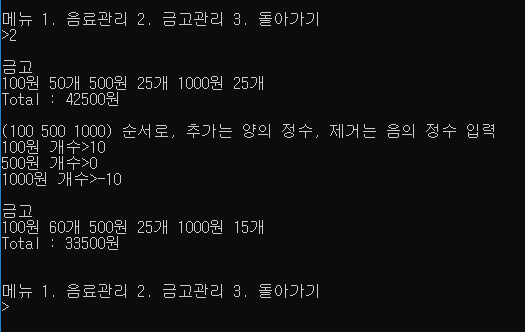 메뉴 1. 음료관리 2. 금고관리 3. 돌아가기
>2
금고
100원 50개 500원 25개 1000원 25개
Total : 42500원
(100 500 1000) 순서로, 추가는 양의 정수, 제거는 음의 정수 입력
100원 개수>10
500원 개수>0
1000원 개수>-10
금고
100원 60개 500원 25개 1000원 15개
Total : 33500원
메뉴 1. 음료관리 2. 금고관리 3. 돌아가기
>